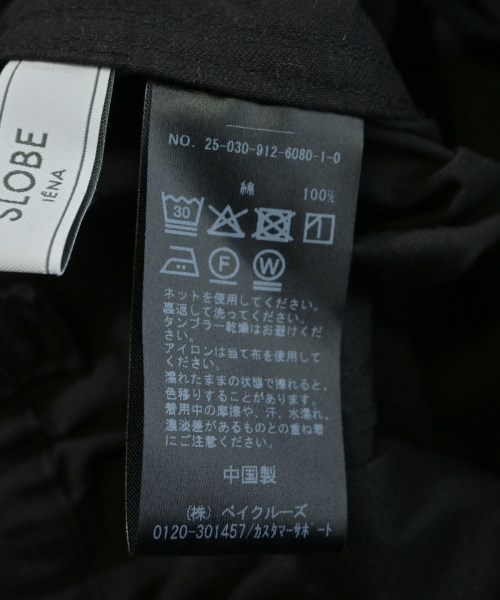 SLOBE
IÉNA
NO. 25-030-912-6080-1-0
綿 100%
30
F W
ネットを使用してください。
裏返して洗ってください。
タンブラー乾燥はお避けくだ
さい。
アイロンは当て布を使用して
ください。
濡れたままの状態で擦れると、
色移りすることがあります。
着用中の摩擦や、汗、水濡れ、
濃淡差があるものとの重ね着
にご注意ください。
中国製
(株) ベイクルーズ
0120-301457/カスタマーサポート